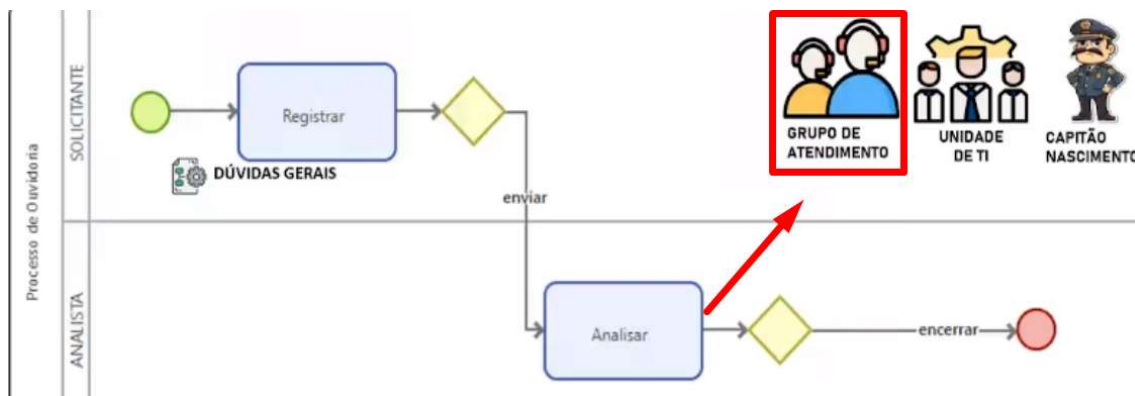 Processo de Ouvidoria
SOLICITANTE
Registrar
DÚVIDAS GERAIS
enviar
GRUPO DE
ATENDIMENTO
UNIDADE
DE TI
CAPITÃO
NASCIMENTO
ANALISTA
Analisar
encerrar